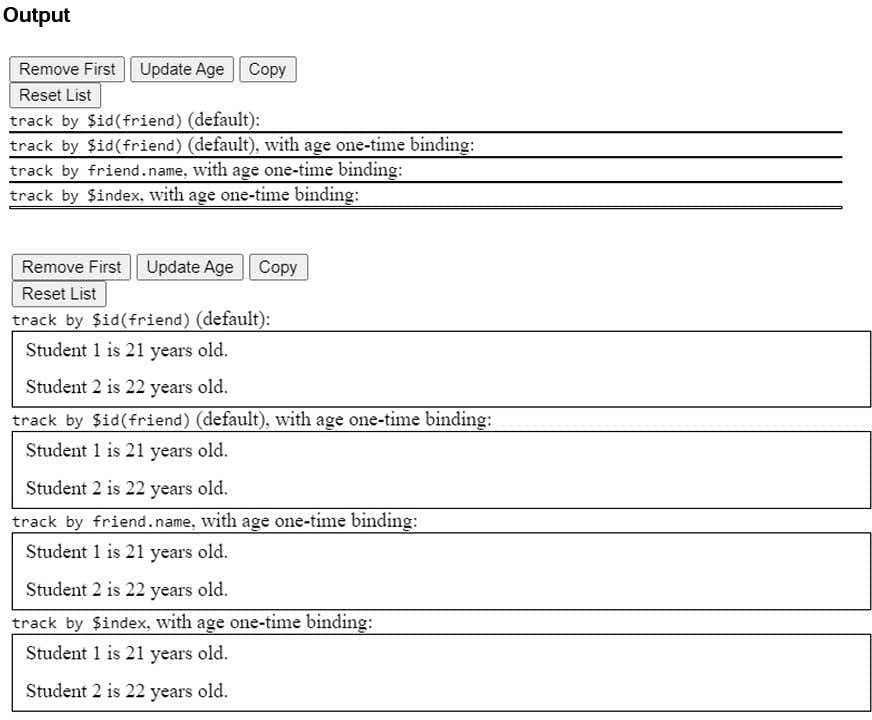 Output
Remove First Update Age Copy
Reset List
track by $id(friend) (default):
track by $id(friend) (default), with age one-time binding:
track by friend.name, with age one-time binding:
track by $index, with age one-time binding:
Remove First Update Age Copy
Reset List
track by $id(friend) (default):
Student 1 is 21 years old.
Student 2 is 22 years old.
track by $id(friend) (default), with age one-time binding:
Student 1 is 21 years old.
Student 2 is 22 years old.
track by friend.name, with age one-time binding:
Student 1 is 21 years old.
Student 2 is 22 years old.
track by $index, with age one-time binding:
Student 1 is 21 years old.
Student 2 is 22 years old.